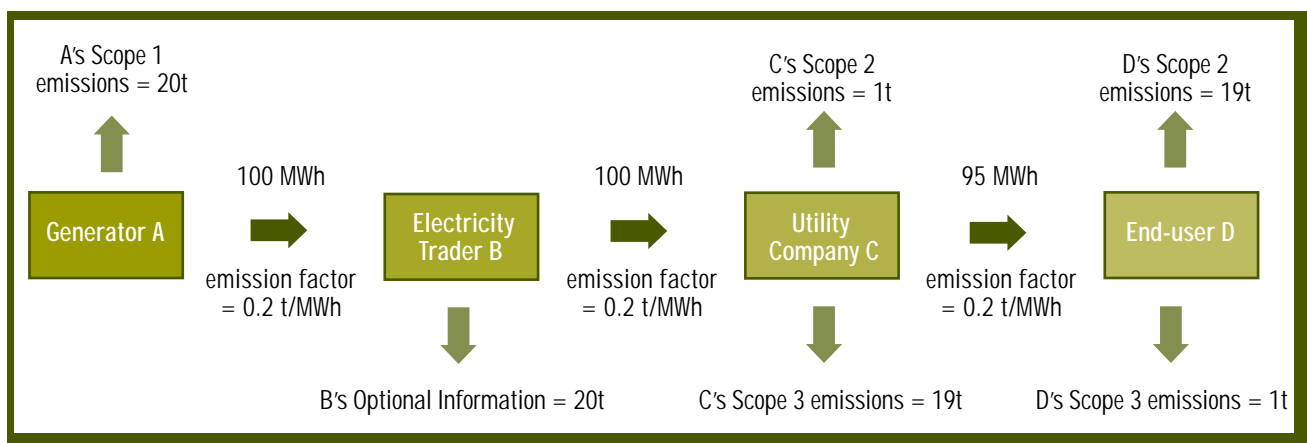 A's Scope 1
emissions = 20t
C's Scope 2
emissions = 1t
D's Scope 2
emissions = 19t
Generator A
100 MWh
emission factor
= 0.2 t/MWh
Electricity
Trader B
100 MWh
emission factor
= 0.2 t/MWh
Utility
Company C
95 MWh
emission factor
= 0.2 t/MWh
End-user D
B's Optional Information = 20t
C's Scope 3 emissions = 19t
D's Scope 3 emissions = 1t